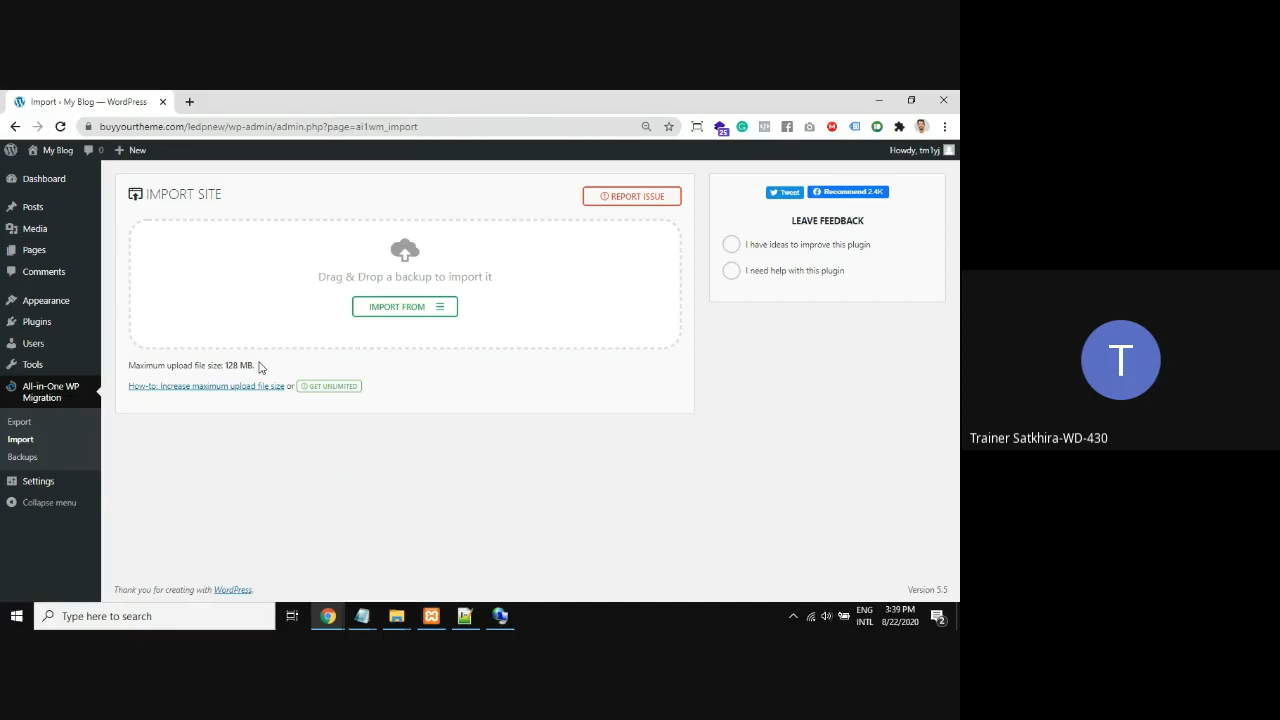 Import ‹ My Blog — WordPress
buyyourtheme.com/ledpnew/wp-admin/admin.php?page=ai1wm_import
25
My Blog
0
New
Howdy, tm1yj
Dashboard
Posts
Media
Pages
Comments
Appearance
Plugins
Users
Tools
All-in-One WP
Migration
Export
Import
Backups
Settings
Collapse menu
IMPORT SITE
REPORT ISSUE
Drag & Drop a backup to import it
IMPORT FROM
Maximum upload file size: 128 MB.
How-to: Increase maximum upload file size or GET UNLIMITED
Tweet
Recommend 2.4K
LEAVE FEEDBACK
I have ideas to improve this plugin
I need help with this plugin
Thank you for creating with WordPress.
Version 5.5
Type here to search
ENG
INTL
3:39 PM
8/22/2020
2
T
Trainer Satkhira-WD-430